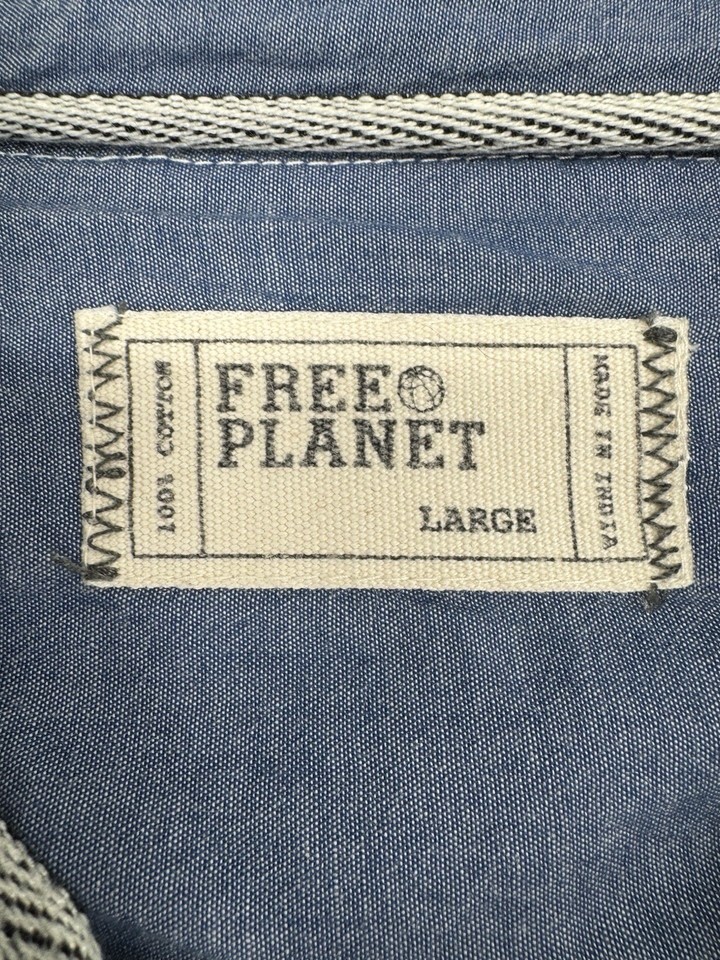 100% COTTON
FREE
PLANET
LARGE
MADE IN INDIA